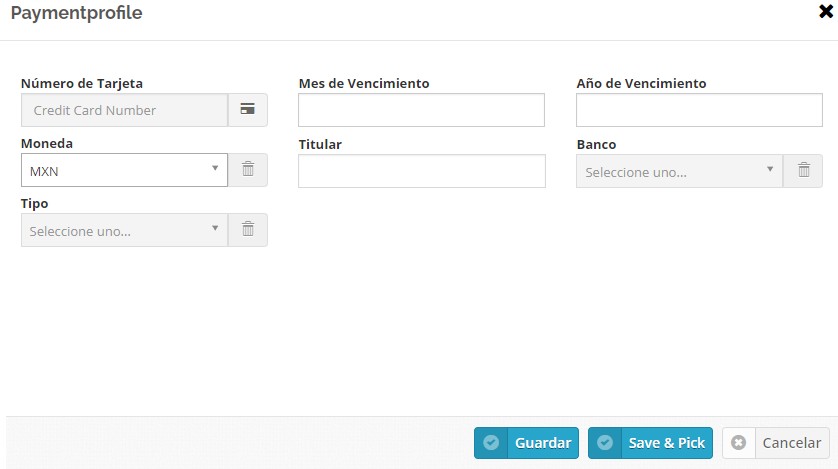 Paymentprofile
Número de Tarjeta
Mes de Vencimiento
Año de Vencimiento
Credit Card Number
Moneda
Titular
Banco
MXN
Seleccione uno...
Tipo
Seleccione uno...
Guardar
Save & Pick
Cancelar